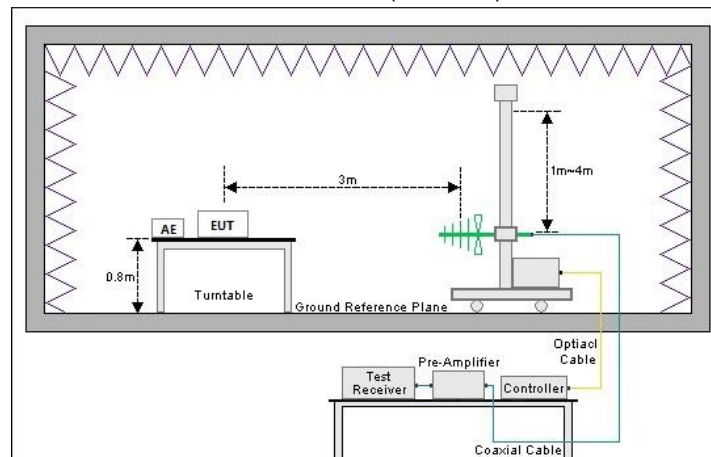 3m
1m~4m
AE
EUT
0.8m
Turntable
Ground Reference Plane
Optiacl
Cable
Pre-Amplifier
Test
Receiver
Controller
Coaxial Cable